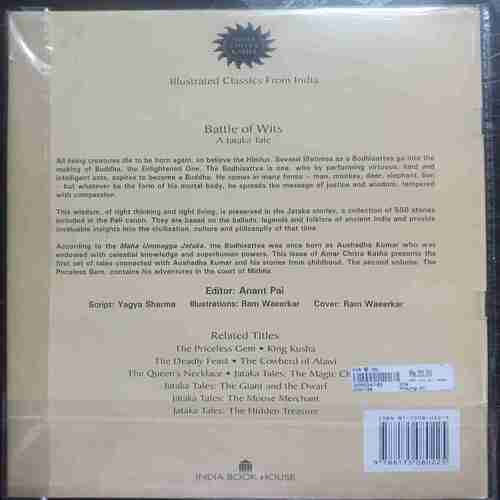 AMAR
CHITRA
KATHA
Illustrated Classics From India
Battle of Wits
A Jataka Tale
All living creatures die to be born again, so believe the Hindus. Several lifetimes as a Bodhisattva go into the
making of Buddha, the Enlightened One. The Bodhisattva is one, who by performing virtuous, kind and
intelligent acts, aspires to become a Buddha. He comes in many forms - man, monkey, deer, elephant, lion
- but whatever be the form of his mortal body, he spreads the message of justice and wisdom, tempered
with compassion.
This wisdom, of right thinking and right living, is preserved in the Jataka stories, a collection of 550 stories
included in the Pali canon. They are based on the ballads, legends and folklore of ancient India and provide
invaluable insights into the civilisation, culture and philosophy of that time.
According to the Maha Ummagga Jataka, the Bodhisattva was once born as Aushadha Kumar who was
endowed with celestial knowledge and superhuman powers. This issue of Amar Chitra Katha presents the
first set of tales connected with Aushadha Kumar and his stories from childhood. The second volume, The
Priceless Gem, contains his adventures in the court of Mithila.
Editor: Anant Pai
Script: Yagya Sharma Illustrations: Ram Waeerkar Cover: Ram Waeerkar
Related Titles
The Priceless Gem • King Kusha
The Deadly Feast • The Cowherd of Alawi
The Queen's Necklace • Jataka Tales: The Magic Ch
Jataka Tales: The Giant and the Dwarf
Jataka Tales: The Mouse Merchant
Jataka Tales: The Hidden Treasure
INDIA BOOK HOUSE